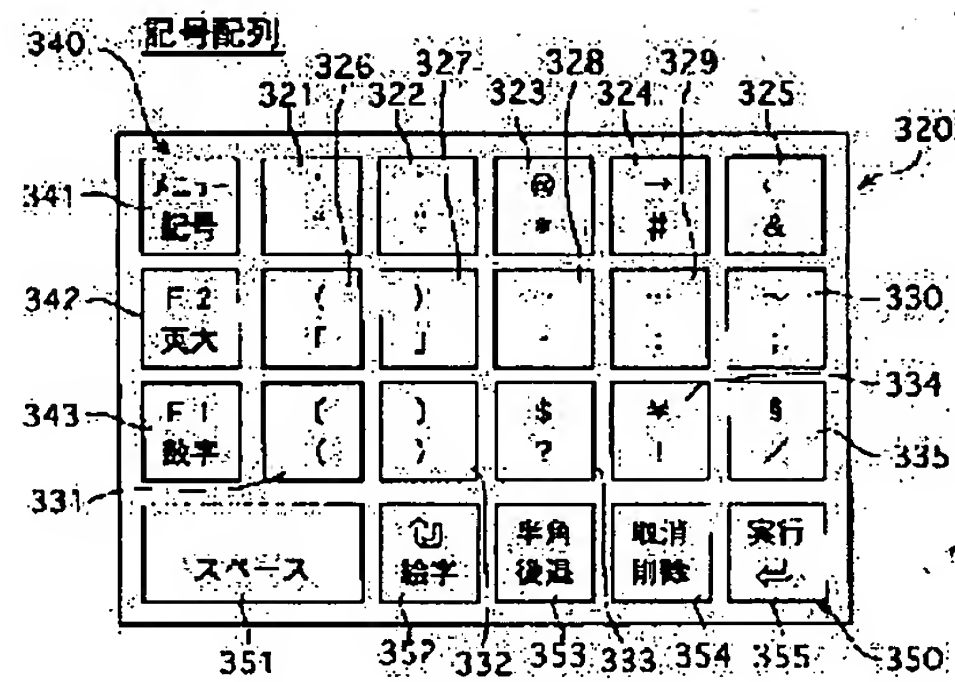 記号配列
340
326 327 328 329
321 322 323 324 325
320
341 メニュー @ → 
記号 * # &
342 F2 ( ) 〜 330
英大 「 」 : ;
334
343 F1 [ ] $ ¥ §
数字 ( ) ? ! / 335
331
半角 取消 実行
スペース 絵字 後退 削除
351 352 332 353 333 354 355 350